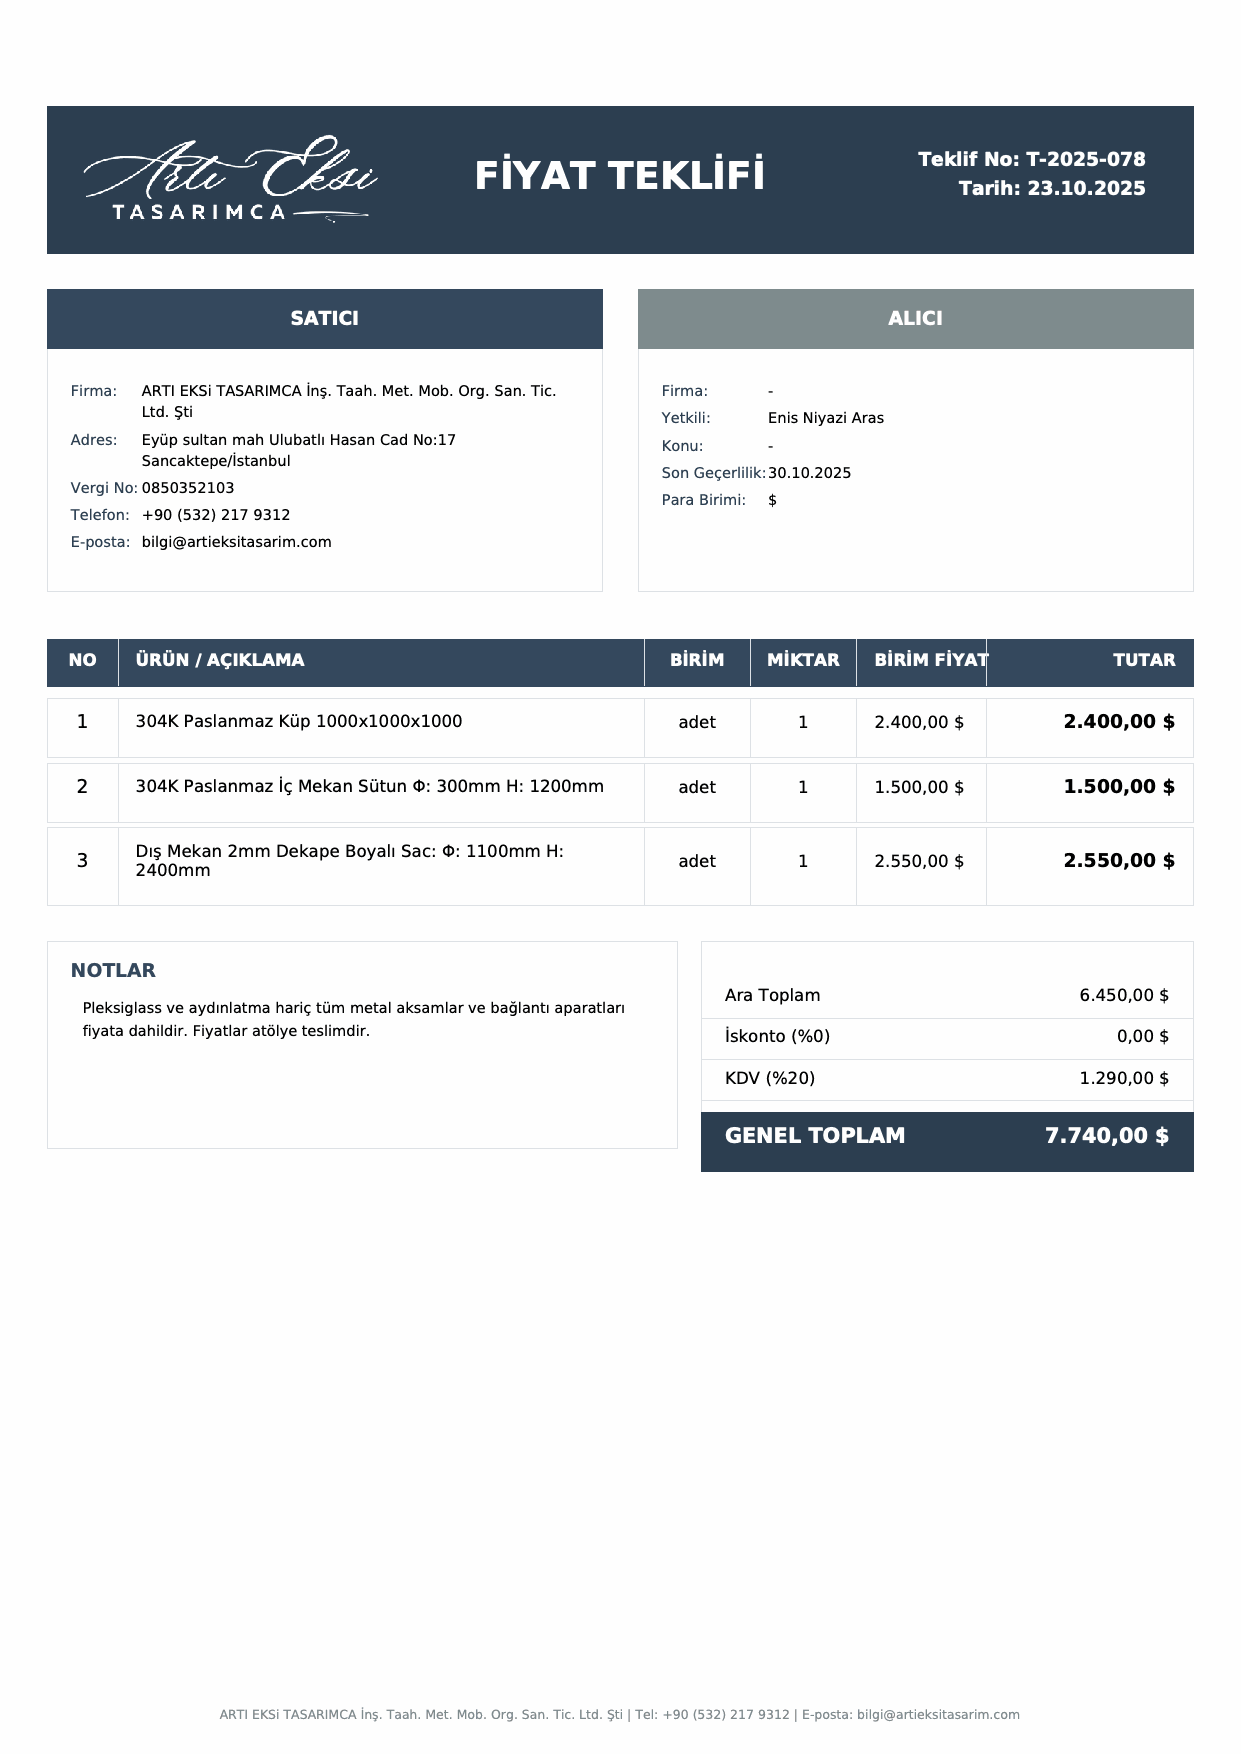 Artı Eksi
TASARIMCA
FİYAT TEKLİFİ
Teklif No: T-2025-078
Tarih: 23.10.2025
SATICI
Firma: ARTI EKSi TASARIMCA İnş. Taah. Met. Mob. Org. San. Tic.
Ltd. Şti
Adres: Eyüp sultan mah Ulubatlı Hasan Cad No:17
Sancaktepe/İstanbul
Vergi No: 0850352103
Telefon: +90 (532) 217 9312
E-posta: bilgi@artieksitasarim.com
ALICI
Firma: -
Yetkili: Enis Niyazi Aras
Konu: -
Son Geçerlilik: 30.10.2025
Para Birimi: $
NO ÜRÜN / AÇIKLAMA BİRİM MİKTAR BİRİM FİYAT TUTAR
1 304K Paslanmaz Küp 1000x1000x1000 adet 1 2.400,00 $ 2.400,00 $
2 304K Paslanmaz İç Mekan Sütun Φ: 300mm H: 1200mm adet 1 1.500,00 $ 1.500,00 $
3 Dış Mekan 2mm Dekape Boyalı Sac: Φ: 1100mm H:
2400mm adet 1 2.550,00 $ 2.550,00 $
NOTLAR
Pleksiglass ve aydınlatma hariç tüm metal aksamlar ve bağlantı aparatları
fiyata dahildir. Fiyatlar atölye teslimdir.
Ara Toplam 6.450,00 $
İskonto (%0) 0,00 $
KDV (%20) 1.290,00 $
GENEL TOPLAM 7.740,00 $
ARTI EKSi TASARIMCA İnş. Taah. Met. Mob. Org. San. Tic. Ltd. Şti | Tel: +90 (532) 217 9312 | E-posta: bilgi@artieksitasarim.com